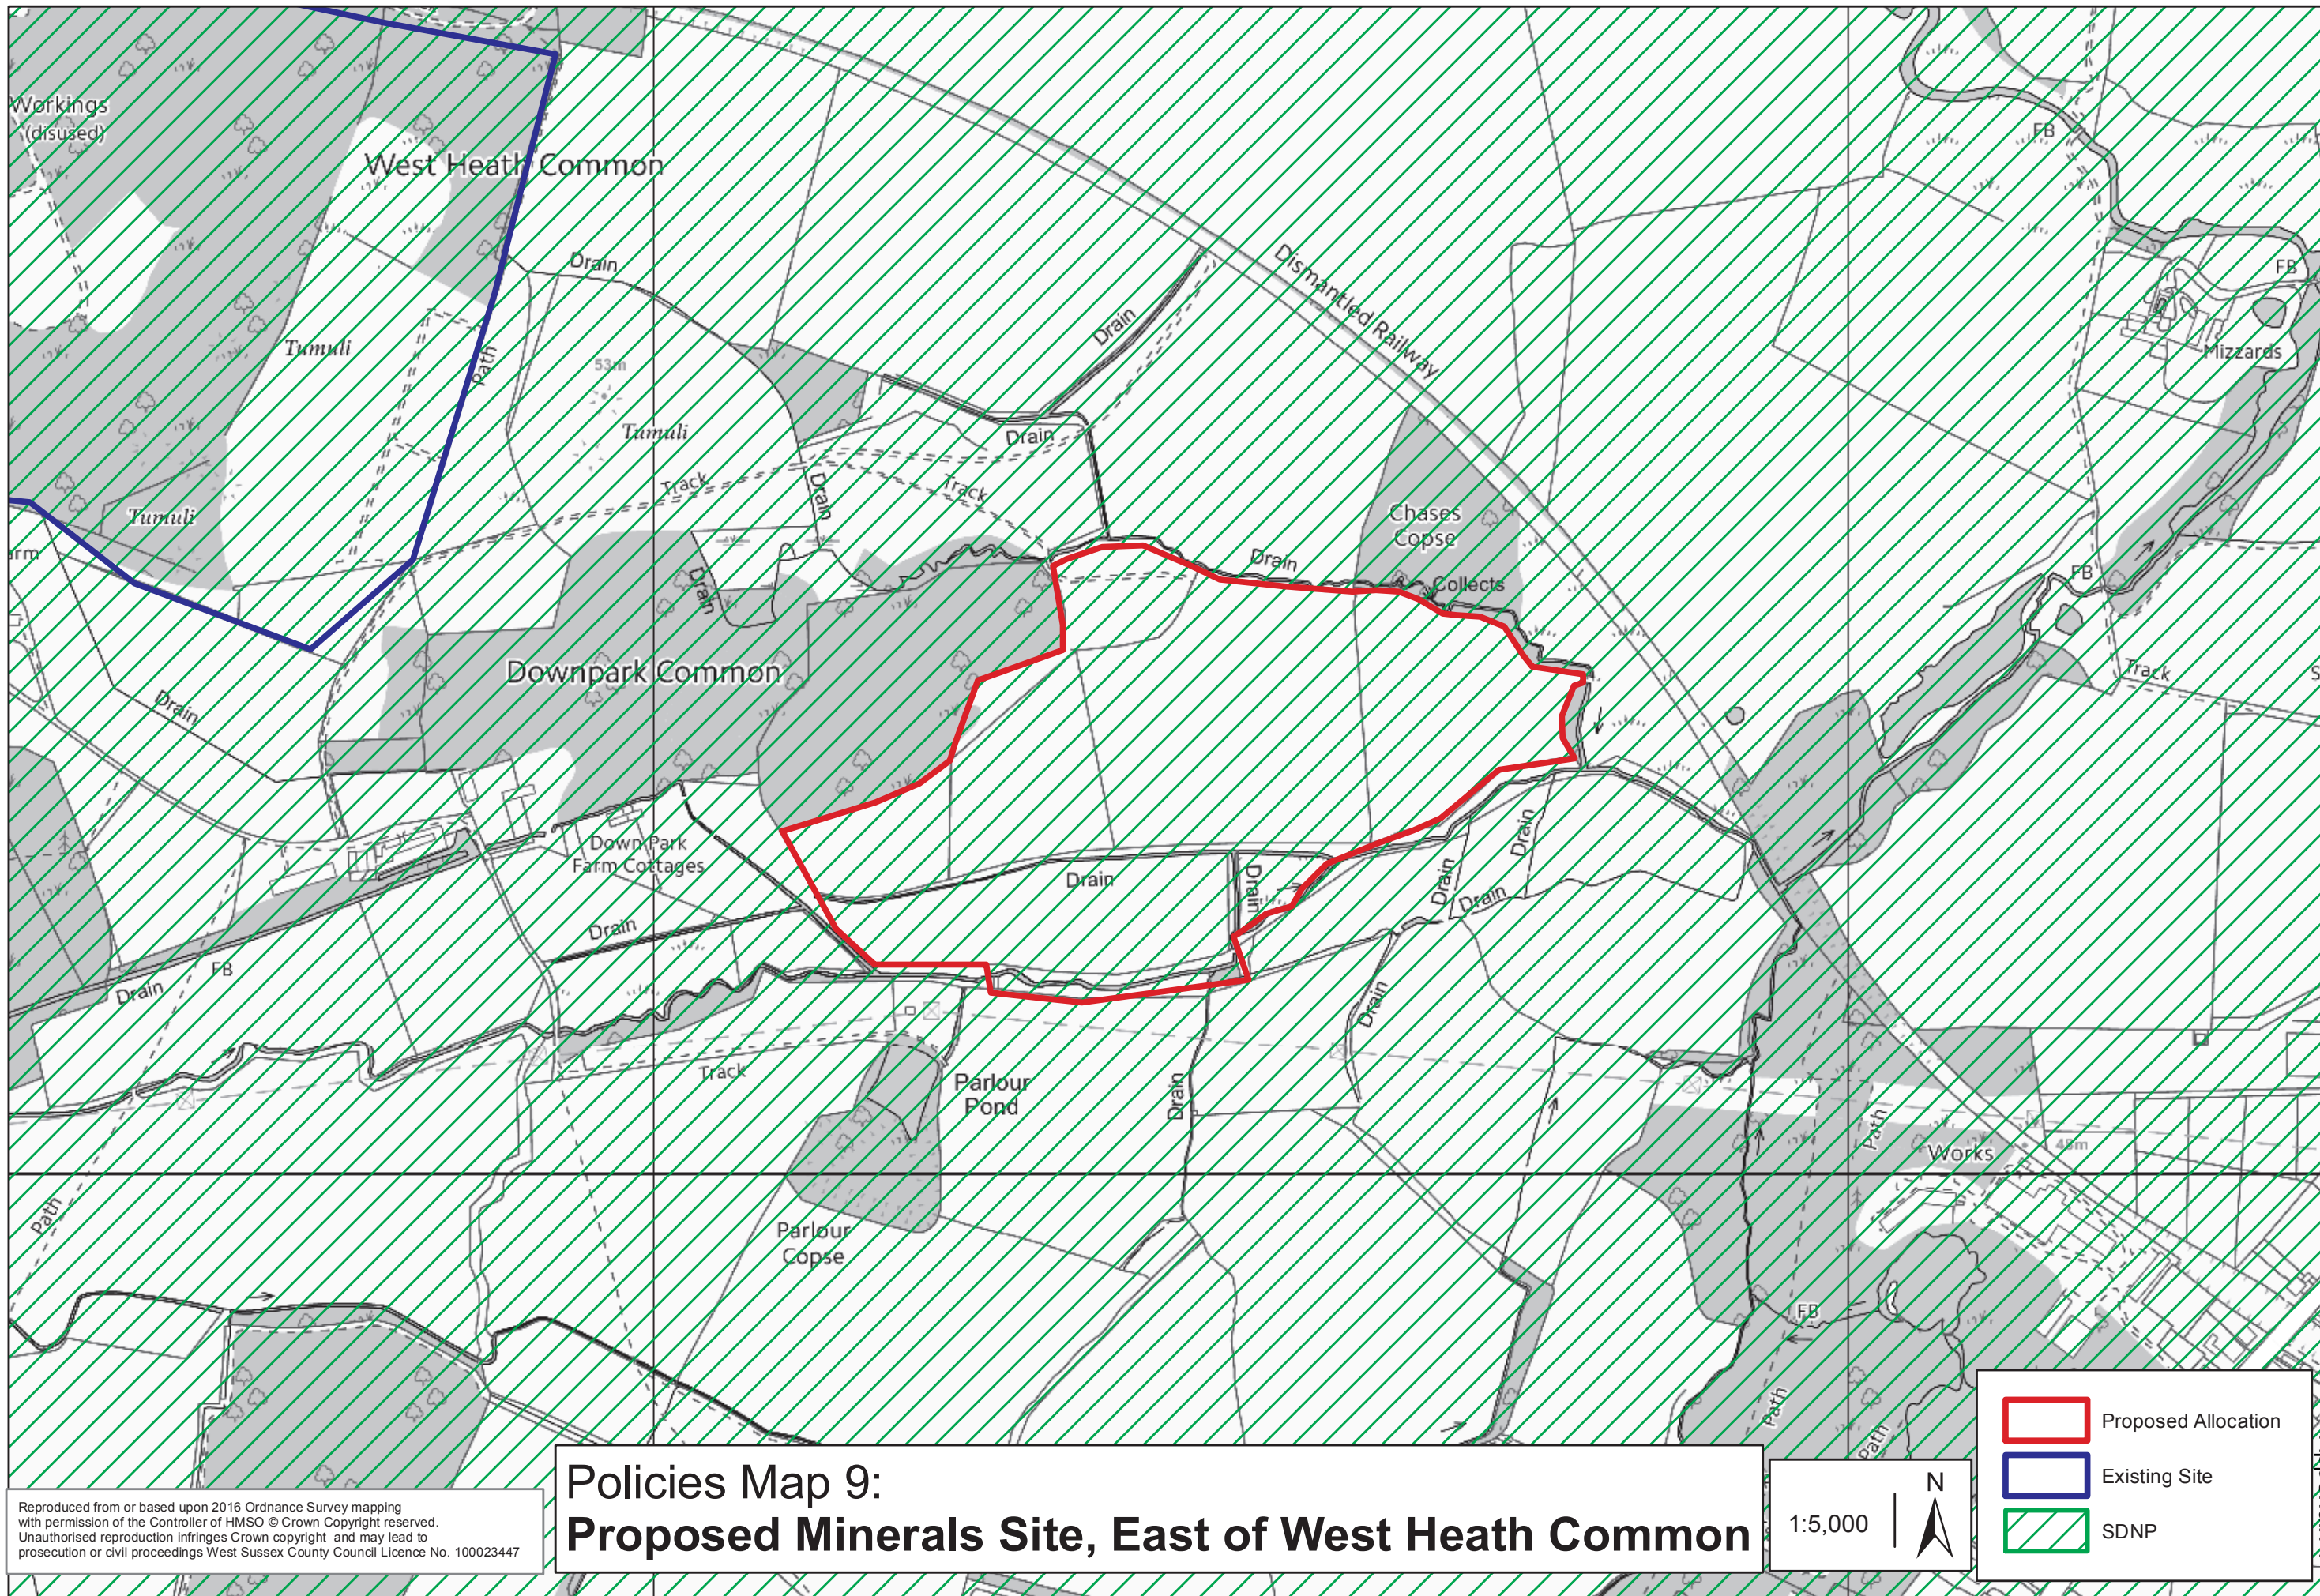 Workings
(disused)
West Heath Common
FB
Drain
FB
Dismantled Railway
Drain
Mizzards
Tumuli
Path
53m
Tumuli
Drain
Track
Drain
Track
Tumuli
Chases
Copse
arm
Drain
Collects
FB
Drain
Downpark Common
Track
S
Drain
Down Park
Farm Cottages
Drain
Drain
Drain
Drain
Drain
Drain
Drain
FB
Drain
Drain
Track
Parlour
Pond
Drain
Path
Works
48m
Path
Parlour
Copse
FB
Path
Path
Policies Map 9:
Proposed Minerals Site, East of West Heath Common
1:5,000
N
Proposed Allocation
Existing Site
SDNP
Reproduced from or based upon 2016 Ordnance Survey mapping
with permission of the Controller of HMSO © Crown Copyright reserved.
Unauthorised reproduction infringes Crown copyright and may lead to
prosecution or civil proceedings West Sussex County Council Licence No. 100023447